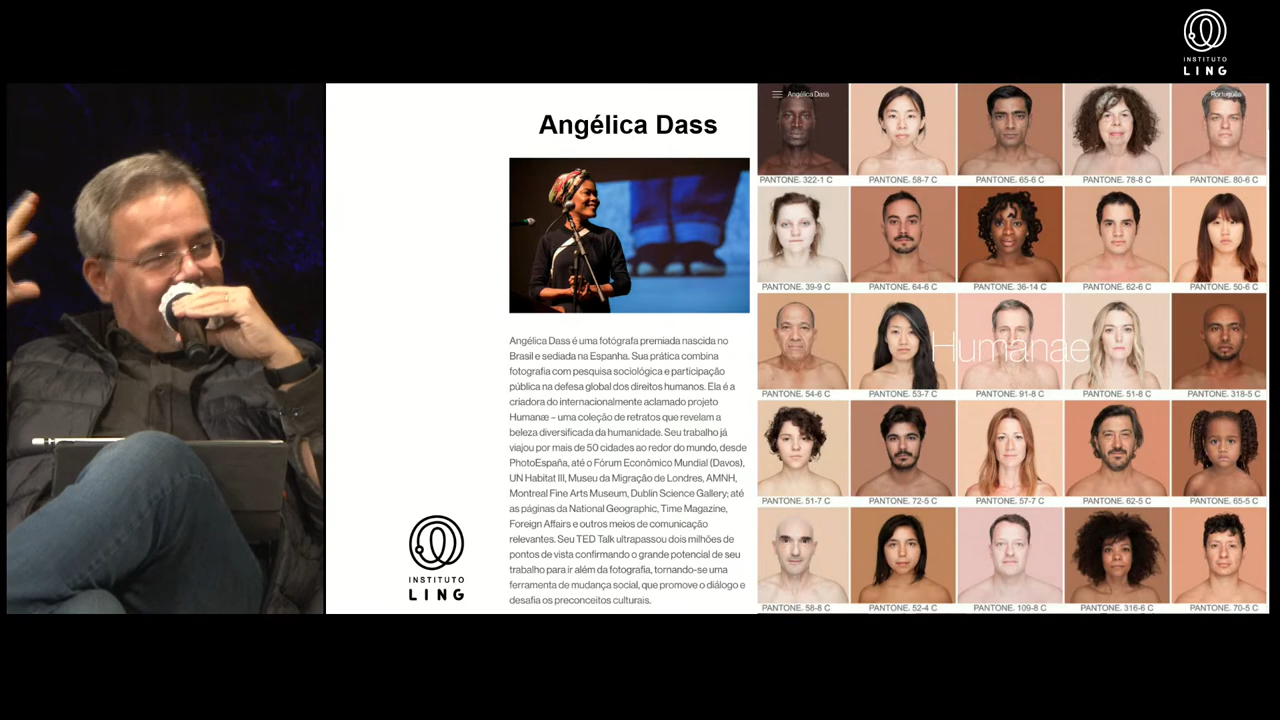 INSTITUTO
LING
Angélica Dass
Angélica Dass é uma fotógrafa premiada nascida no
Brasil e sediada na Espanha. Sua prática combina
fotografia com pesquisa sociológica e participação
pública na defesa global dos direitos humanos. Ela é a
criadora do internacionalmente aclamado projeto
Humanæ – uma coleção de retratos que revelam a
beleza diversificada da humanidade. Seu trabalho já
viajou por mais de 50 cidades ao redor do mundo, desde
PhotoEspaña, até o Fórum Econômico Mundial (Davos),
UN Habitat III, Museu da Migração de Londres, AMNH,
Montreal Fine Arts Museum, Dublin Science Gallery; até
as páginas da National Geographic, Time Magazine,
Foreign Affairs e outros meios de comunicação
relevantes. Seu TED Talk ultrapassou dois milhões de
pontos de vista confirmando o grande potencial de seu
trabalho para ir além da fotografia, tornando-se uma
ferramenta de mudança social, que promove o diálogo e
desafia os preconceitos culturais.
INSTITUTO
LING
Angélica Dass
Português
PANTONE. 322-1 C PANTONE. 58-7 C PANTONE. 65-6 C PANTONE. 78-8 C PANTONE. 80-6 C
PANTONE. 39-9 C PANTONE. 64-6 C PANTONE. 36-14 C PANTONE. 62-6 C PANTONE. 50-6 C
Humanae
PANTONE. 54-6 C PANTONE. 53-7 C PANTONE. 91-8 C PANTONE. 51-8 C PANTONE. 318-5 C
PANTONE. 51-7 C PANTONE. 72-5 C PANTONE. 57-7 C PANTONE. 62-5 C PANTONE. 65-5 C
PANTONE. 58-8 C PANTONE. 52-4 C PANTONE. 109-8 C PANTONE. 316-6 C PANTONE. 70-5 C